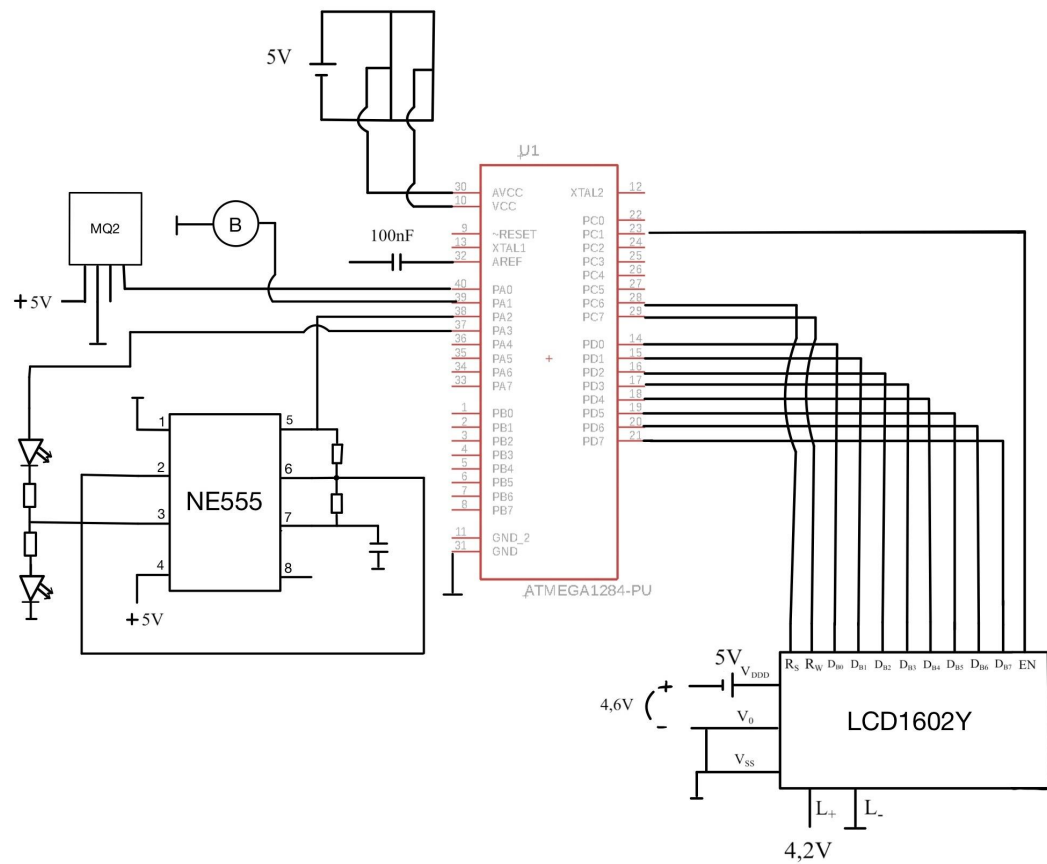 5V
U1
30 AVCC
10 VCC
9 ~RESET
13 XTAL1
32 AREF
40 PA0
39 PA1
38 PA2
37 PA3
36 PA4
35 PA5
34 PA6
33 PA7
1 PB0
2 PB1
3 PB2
4 PB3
5 PB4
6 PB5
7 PB6
8 PB7
11 GND_2
31 GND
XTAL2 12
PC0 22
PC1 23
PC2 24
PC3 25
PC4 26
PC5 27
PC6 28
PC7 29
PD0 14
PD1 15
PD2 16
PD3 17
PD4 18
PD5 19
PD6 20
PD7 21
ATMEGA1284-PU
MQ2
B
100nF
+5V
1 5
2 6
NE555
3 7
4 8
+5V
RS RW DB0 DB1 DB2 DB3 DB4 DB5 DB6 DB7 EN
5V
VDDD
4,6V
+
-
V0
VSS
LCD1602Y
L+ L-
4,2V